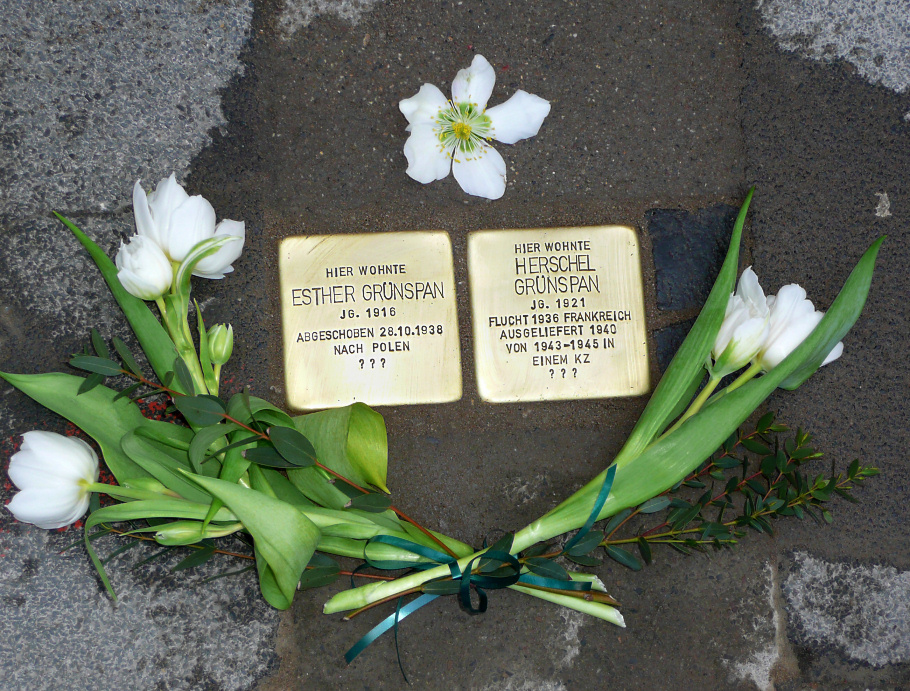 HIER WOHNTE
ESTHER GRÜNSPAN
JG. 1916
ABGESCHOBEN 28.10.1938
NACH POLEN
? ? ?
HIER WOHNTE
HERSCHEL
GRÜNSPAN
JG. 1921
FLUCHT 1936 FRANKREICH
AUSGELIEFERT 1940
VON 1943-1945 IN
EINEM KZ
? ? ?